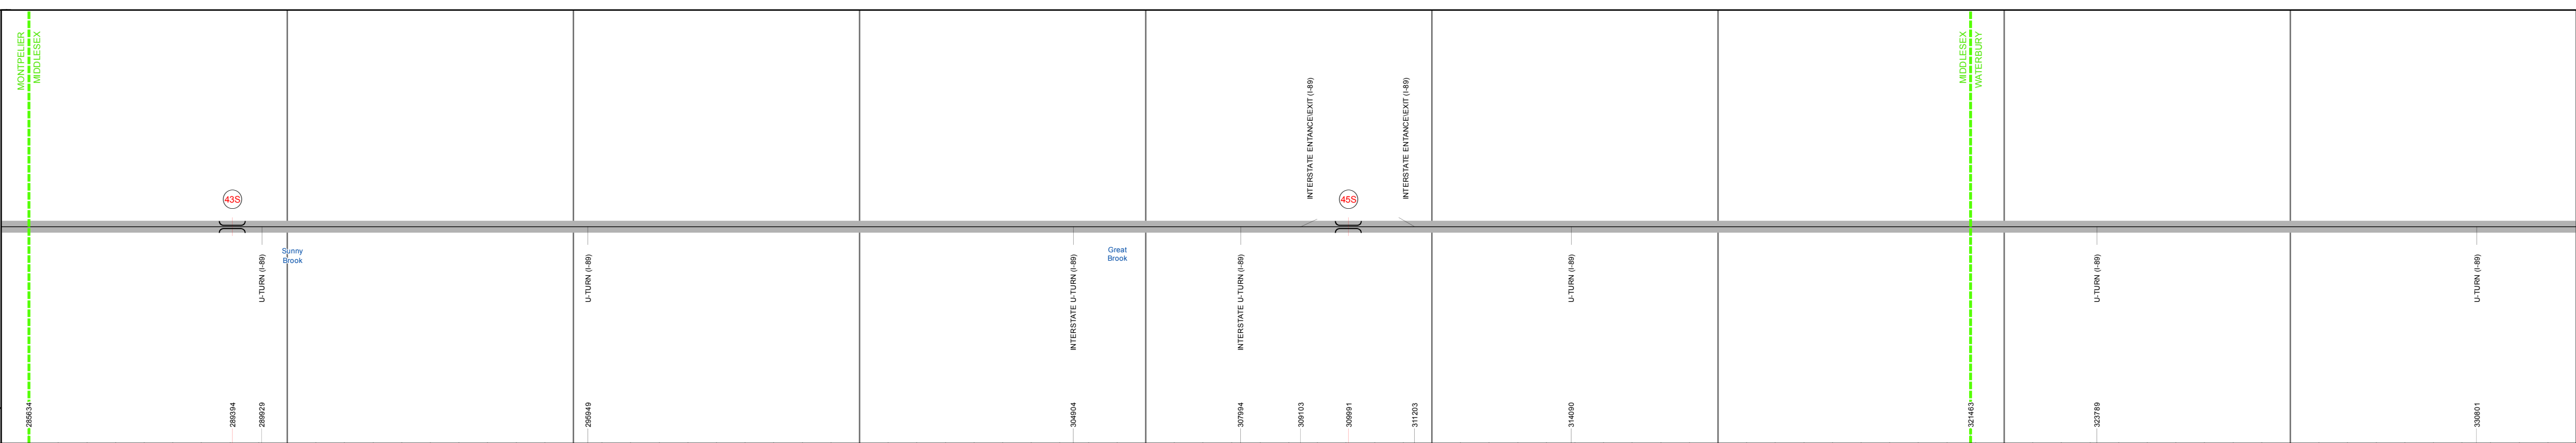 MONTPELIER
MIDDLESEX
MIDDLESEX
WATERBURY
INTERSTATE ENTANCE\EXIT (I-89)
INTERSTATE ENTANCE\EXIT (I-89)
43S
45S
Sunny
Brook
Great
Brook
U-TURN (I-89)
U-TURN (I-89)
INTERSTATE U-TURN (I-89)
INTERSTATE U-TURN (I-89)
U-TURN (I-89)
U-TURN (I-89)
U-TURN (I-89)
285634
289394
289929
295949
304904
307994
309103
309991
311203
314090
321463
323789
330801